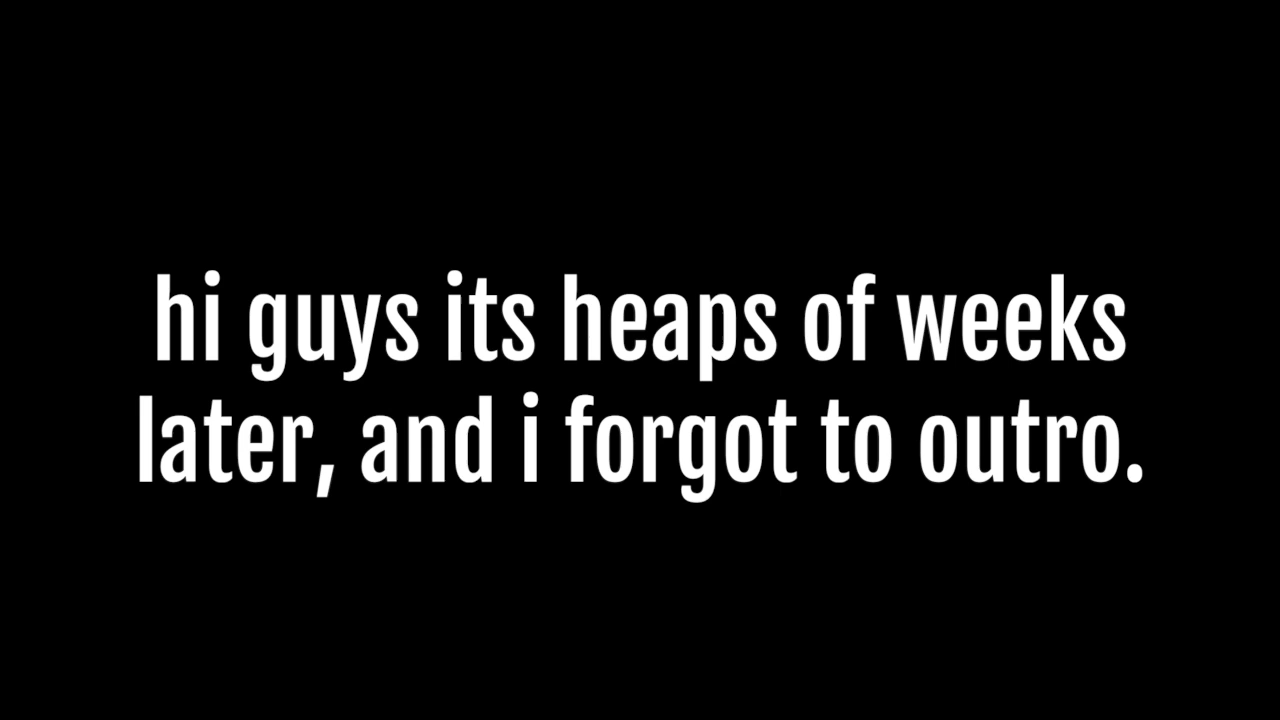 hi guys its heaps of weeks
later, and i forgot to outro.